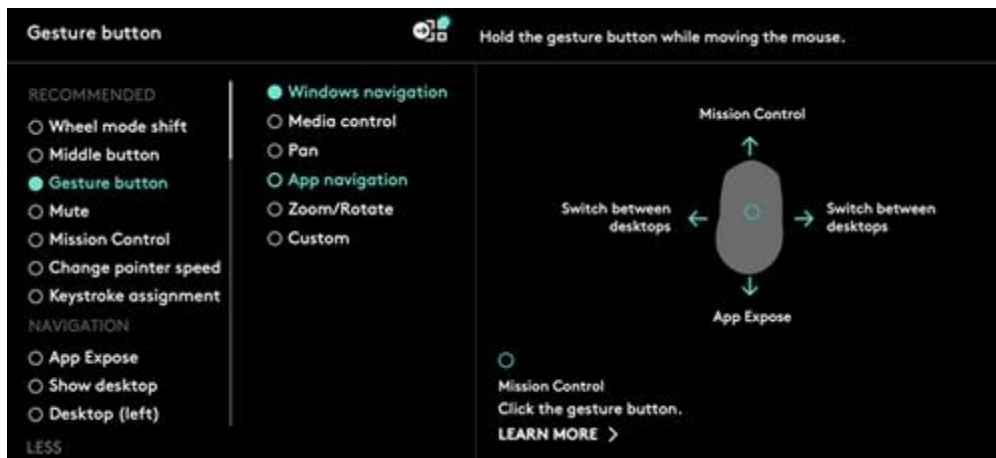 Gesture button
Hold the gesture button while moving the mouse.
RECOMMENDED
Wheel mode shift
Middle button
Gesture button
Mute
Mission Control
Change pointer speed
Keystroke assignment
NAVIGATION
App Expose
Show desktop
Desktop (left)
LESS
Windows navigation
Media control
Pan
App navigation
Zoom/Rotate
Custom
Mission Control
Switch between
desktops
Switch between
desktops
App Expose
Mission Control
Click the gesture button.
LEARN MORE >